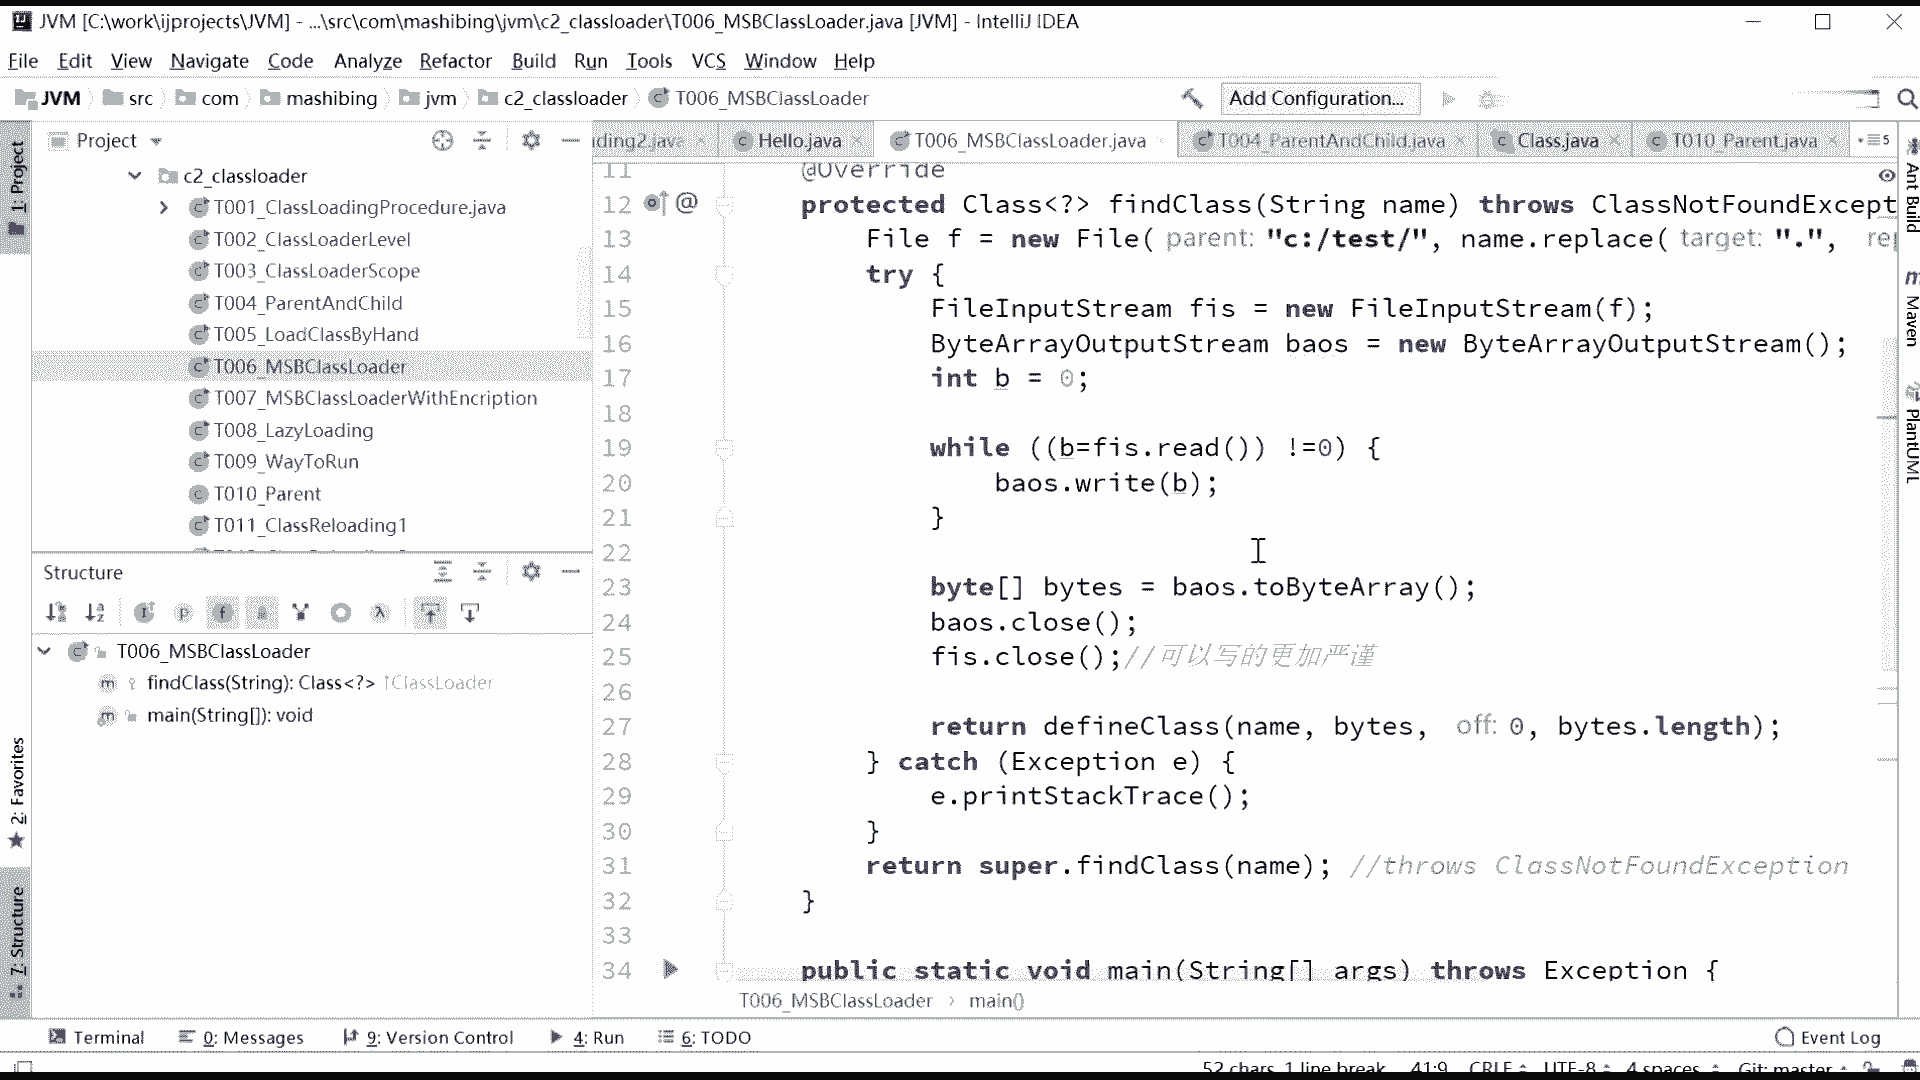 JVM [C:\work\ijprojects\JVM] - ...\src\com\mashibing\jvm\c2_classloader\T006_MSBClassLoader.java [JVM] - IntelliJ IDEA
File Edit View Navigate Code Analyze Refactor Build Run Tools VCS Window Help
JVM src com mashibing jvm c2_classloader T006_MSBClassLoader Add Configuration...
Project
ding2.java Hello.java T006_MSBClassLoader.java T004_ParentAndChild.java Class.java T010_Parent.java 5
1: Project
c2_classloader
T001_ClassLoadingProcedure.java
T002_ClassLoaderLevel
T003_ClassLoaderScope
T004_ParentAndChild
T005_LoadClassByHand
T006_MSBClassLoader
T007_MSBClassLoaderWithEncription
T008_LazyLoading
T009_WayToRun
T010_Parent
T011_ClassReloading1
Structure
T006_MSBClassLoader
findClass(String): Class<?> ↑ClassLoader
main(String[]): void
2: Favorites
7: Structure
11 @Override
12 protected Class<?> findClass(String name) throws ClassNotFoundExcept
13 File f = new File( parent: "c:/test/", name.replace( target: ".", re
14 try {
15 FileInputStream fis = new FileInputStream(f);
16 ByteArrayOutputStream baos = new ByteArrayOutputStream();
17 int b = 0;
18
19 while ((b=fis.read()) !=0) {
20 baos.write(b);
21 }
22
23 byte[] bytes = baos.toByteArray();
24 baos.close();
25 fis.close();//可以写的更加严谨
26
27 return defineClass(name, bytes, off: 0, bytes.length);
28 } catch (Exception e) {
29 e.printStackTrace();
30 }
31 return super.findClass(name); //throws ClassNotFoundException
32 }
33
34 public static void main(String[] args) throws Exception {
T006_MSBClassLoader › main()
Ant Build
Maven
PlantUML
Terminal 0: Messages 9: Version Control 4: Run 6: TODO Event Log
52 chars, 1 line break 41:9 CRLF UTF-8 4 spaces Git: master